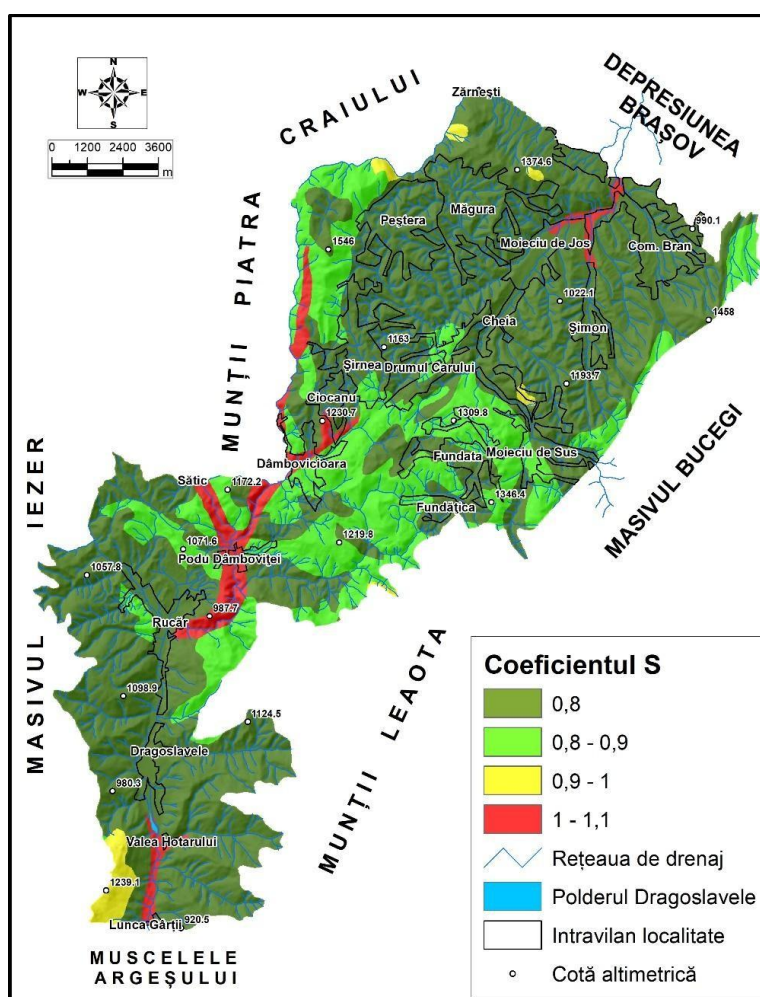 N
W
E
S
0 1200 2400 3600
m
CRAIULUI
MUNȚII PIATRA
DEPRESIUNEA
BRAȘOV
Zărnești
1374.6
Măgura
Peștera
990.1
Moieciu de Jos
Com. Bran
1546
1022.1
1458
Cheia
Șimon
1163
Șirnea
Drumul Carului
1193.7
Ciocanu
1230.7
1309.8
Dâmbovicioara
Fundata
Moieciu de Sus
MASIVUL BUCEGI
Sătic
1172.2
Fundățica
1346.4
MASIVUL IEZER
1071.6
1219.8
Podu Dâmboviței
1057.8
987.7
Rucăr
MUNȚII LEAOTA
1098.9
1124.5
Dragoslavele
980.3
Valea Hotarului
1239.1
Lunca Gârții
920.5
MUSCELELE
ARGEȘULUI
Coeficientul S
0,8
0,8 - 0,9
0,9 - 1
1 - 1,1
Rețeaua de drenaj
Polderul Dragoslavele
Intravilan localitate
Cotă altimetrică